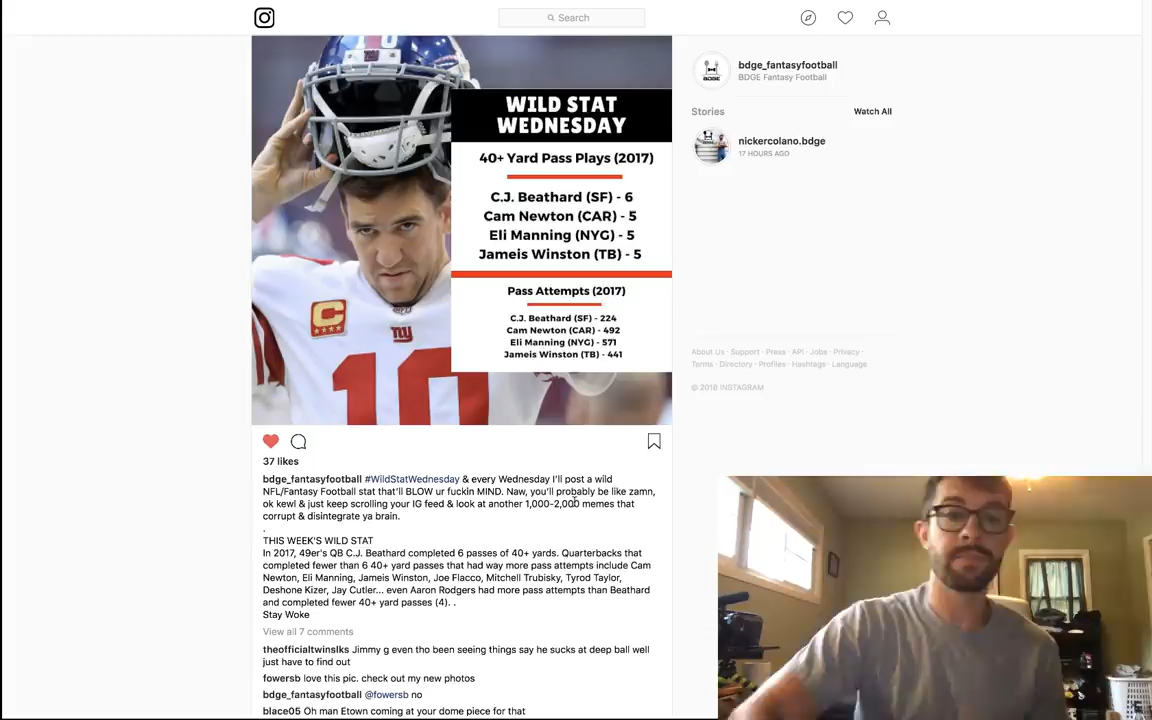 Search
bdge_fantasyfootball
BDGE Fantasy Football
Stories
Watch All
nickercolano.bdge
17 HOURS AGO
About Us · Support · Press · API · Jobs · Privacy ·
Terms · Directory · Profiles · Hashtags · Language
© 2018 INSTAGRAM
WILD STAT
WEDNESDAY
40+ Yard Pass Plays (2017)
C.J. Beathard (SF) - 6
Cam Newton (CAR) - 5
Eli Manning (NYG) - 5
Jameis Winston (TB) - 5
Pass Attempts (2017)
C.J. Beathard (SF) - 224
Cam Newton (CAR) - 492
Eli Manning (NYG) - 571
Jameis Winston (TB) - 441
C
ny
10
37 likes
bdge_fantasyfootball #WildStatWednesday & every Wednesday I'll post a wild
NFL/Fantasy Football stat that'll BLOW ur fuckin MIND. Naw, you'll probably be like zamn,
ok kewl & just keep scrolling your IG feed & look at another 1,000-2,000 memes that
corrupt & disintegrate ya brain.
.
THIS WEEK'S WILD STAT
In 2017, 49er's QB C.J. Beathard completed 6 passes of 40+ yards. Quarterbacks that
completed fewer than 6 40+ yard passes that had way more pass attempts include Cam
Newton, Eli Manning, Jameis Winston, Joe Flacco, Mitchell Trubisky, Tyrod Taylor,
Deshone Kizer, Jay Cutler... even Aaron Rodgers had more pass attempts than Beathard
and completed fewer 40+ yard passes (4). .
Stay Woke
View all 7 comments
theofficialtwinslks Jimmy g even tho been seeing things say he sucks at deep ball well
just have to find out
fowersb love this pic. check out my new photos
bdge_fantasyfootball @fowersb no
blace05 Oh man Etown coming at your dome piece for that